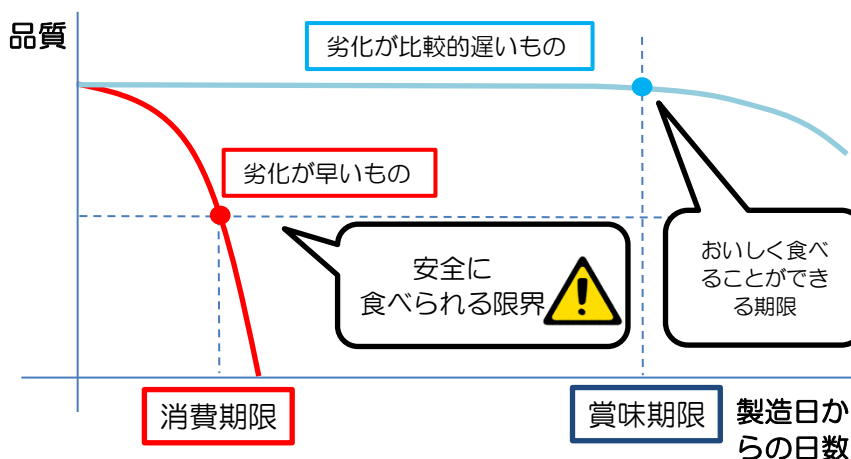 品質
劣化が比較的遅いもの
劣化が早いもの
安全に
食べられる限界
おいしく食べ
ることができ
る期限
消費期限
賞味期限
製造日か
らの日数